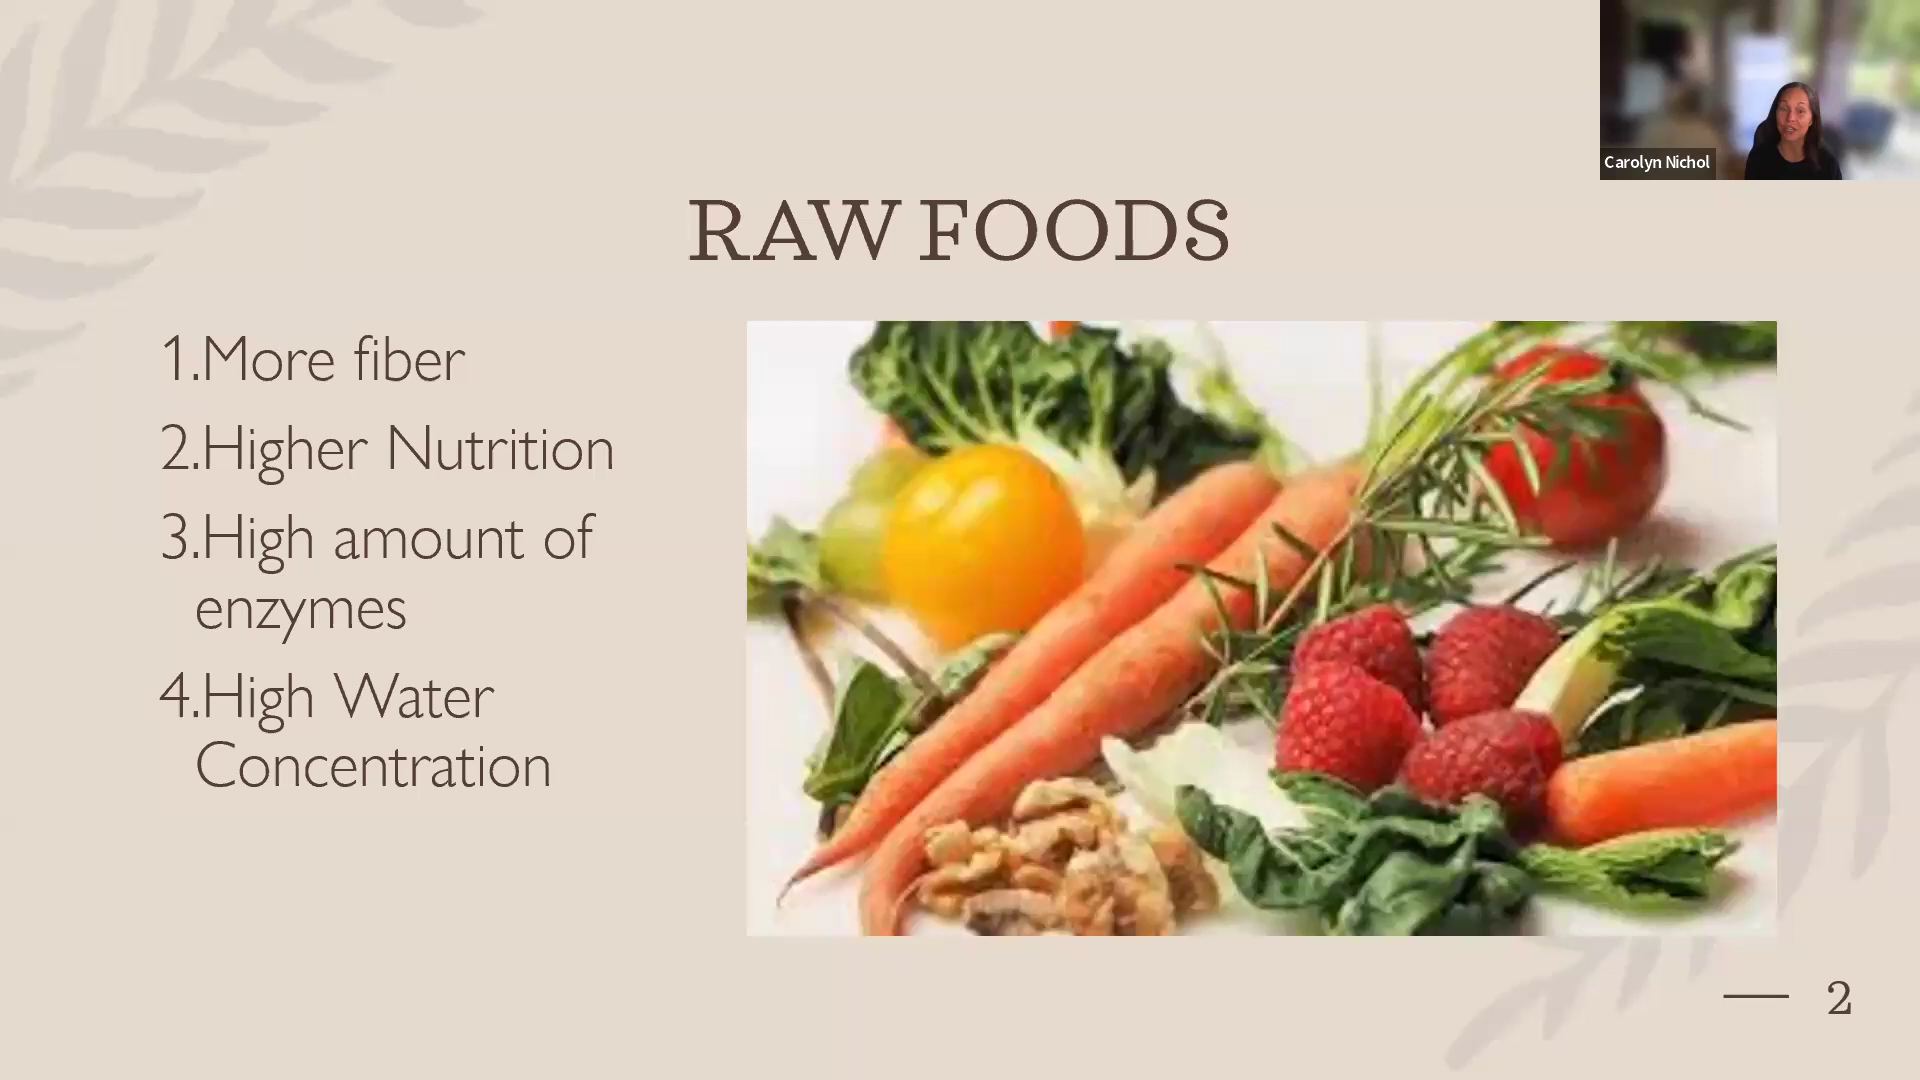 Carolyn Nichol
RAW FOODS
1.More fiber
2.Higher Nutrition
3.High amount of
enzymes
4.High Water
Concentration
2